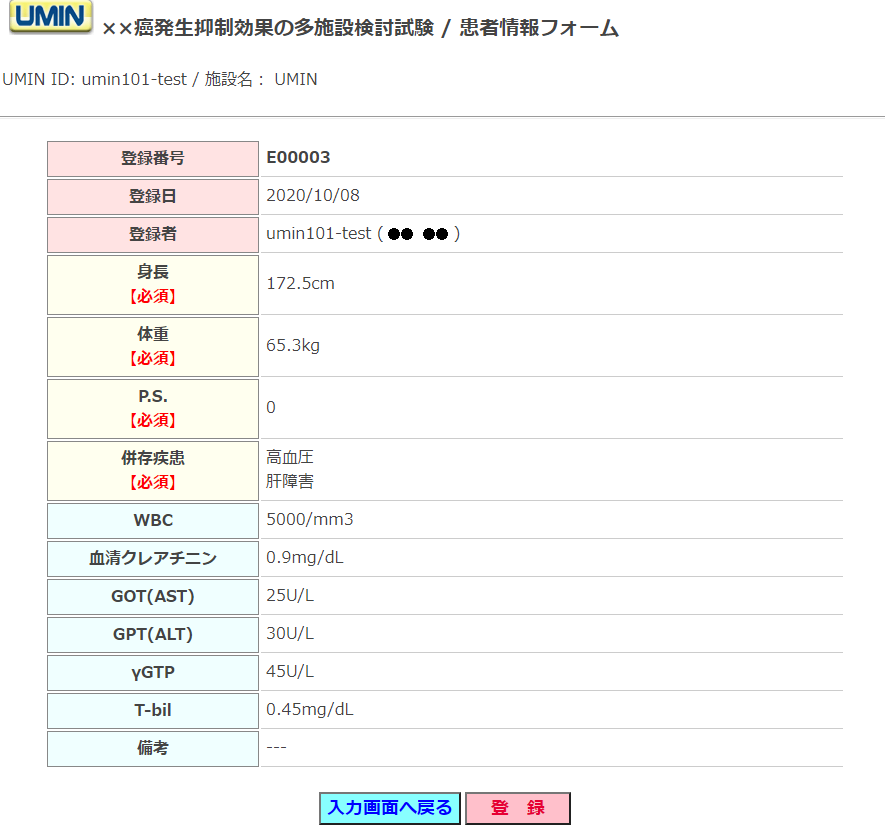 UMIN
××癌発生抑制効果の多施設検討試験 / 患者情報フォーム
UMIN ID: umin101-test / 施設名： UMIN
登録番号 E00003
登録日 2020/10/08
登録者 umin101-test ( ●● ●● )
身長
【必須】
172.5cm
体重
【必須】
65.3kg
P.S.
【必須】
0
併存疾患
【必須】
高血圧
肝障害
WBC 5000/mm3
血清クレアチニン 0.9mg/dL
GOT(AST) 25U/L
GPT(ALT) 30U/L
γGTP 45U/L
T-bil 0.45mg/dL
備考 ---
入力画面へ戻る 登　録